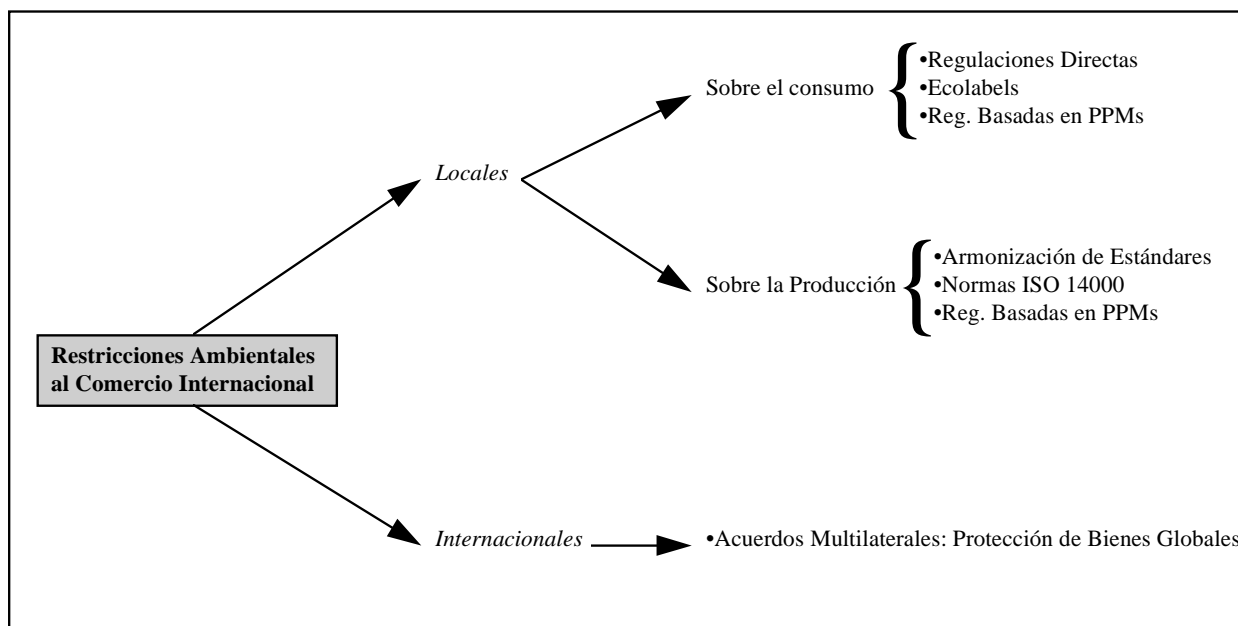 Sobre el consumo
•Regulaciones Directas
•Ecolabels
•Reg. Basadas en PPMs
Locales
Sobre la Producción
•Armonización de Estándares
•Normas ISO 14000
•Reg. Basadas en PPMs
Restricciones Ambientales
al Comercio Internacional
Internacionales
•Acuerdos Multilaterales: Protección de Bienes Globales